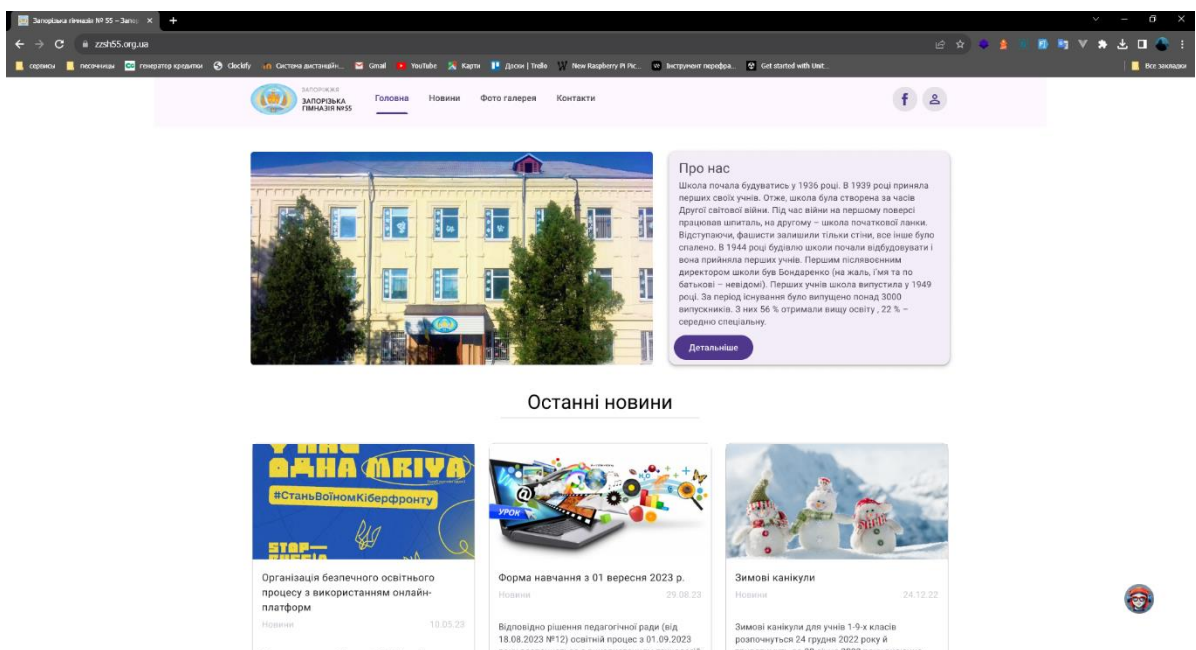 Запорізька гімназія № 55 – Запор
zzsh55.org.ua
сервисы
песочницы
генератор кредитки
Clockify
Система дистанційн...
Gmail
YouTube
Карты
Доски | Trello
New Raspberry Pi Pic...
Інструмент перефра...
Get started with Unit...
Все закладки
ЗАПОРІЖЖЯ
ЗАПОРІЗЬКА
ГІМНАЗІЯ №55
Головна
Новини
Фото галерея
Контакти
Про нас
Школа почала будуватись у 1936 році. В 1939 році приняла
перших своїх учнів. Отже, школа була створена за часів
Другої світової війни. Під час війни на першому поверсі
працював шпиталь, на другому – школа початкової ланки.
Відступаючи, фашисти залишили тільки стіни, все інше було
спалено. В 1944 році будівлю школи почали відбудовувати і
вона прийняла перших учнів. Першим післявоєнним
директором школи був Бондаренко (на жаль, і'мя та по
батькові – невідомі). Перших учнів школа випустила у 1949
році. За період існування було випущено понад 3000
випускників. З них 56 % отримали вищу освіту , 22 % –
середню спеціальну.
Детальніше
Останні новини
ОДНА MRIYA
#СтаньВоїномКіберфронту
STOP—
УРОК
Організація безпечного освітнього
процесу з використанням онлайн-
платформ
Новини
10.05.23
Форма навчання з 01 вересня 2023 р.
Новини
29.08.23
Відповідно рішення педагогічної ради (від
18.08.2023 №12) освітній процес з 01.09.2023
Зимові канікули
Новини
24.12.22
Зимові канікули для учнів 1-9-х класів
розпочнуться 24 грудня 2022 року й